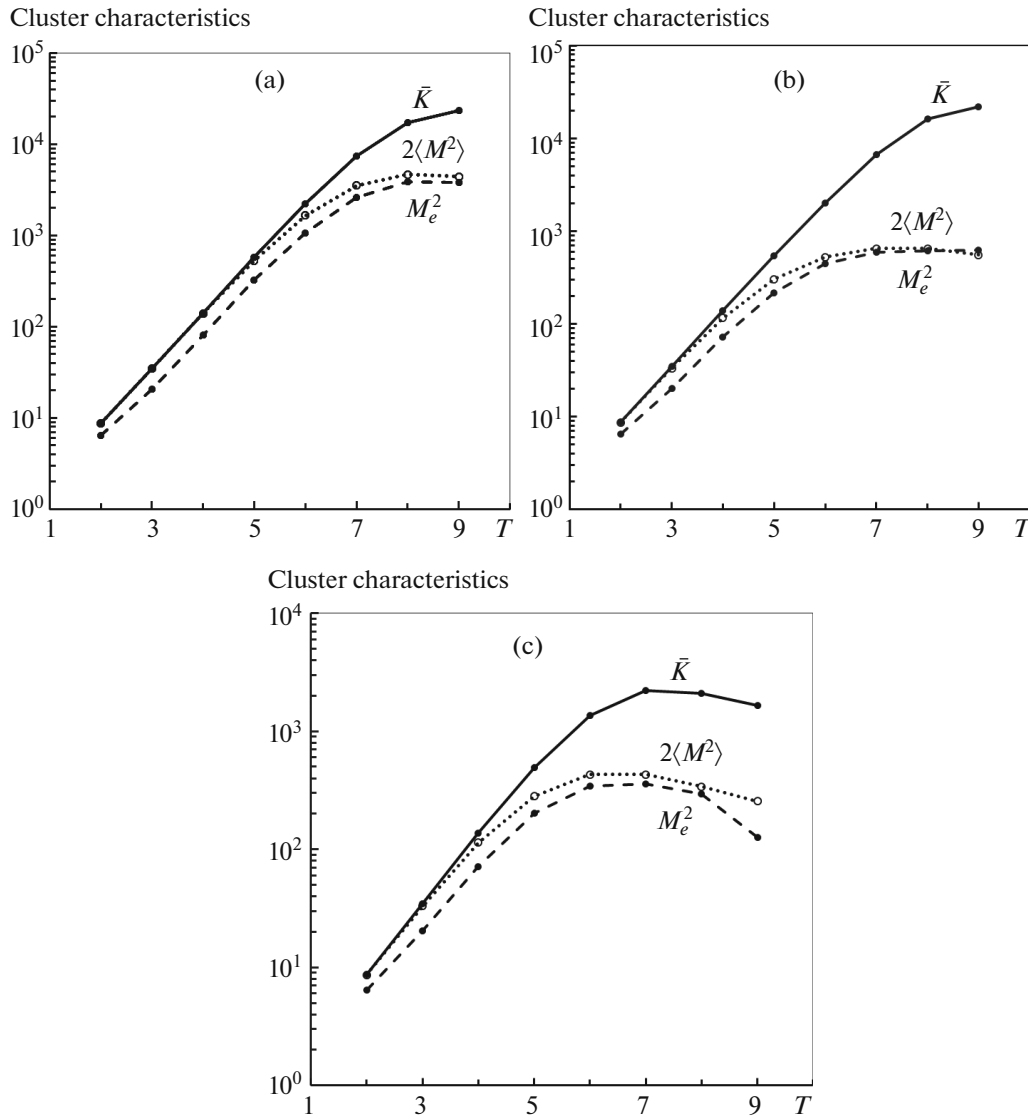 Cluster characteristics
10^5
(a)
K̄
10^4
2⟨M^2⟩
M_e^2
10^3
10^2
10^1
10^0
1 3 5 7 9 T
Cluster characteristics
10^5
(b)
K̄
10^4
10^3
2⟨M^2⟩
M_e^2
10^2
10^1
10^0
1 3 5 7 9 T
Cluster characteristics
10^4
(c)
K̄
10^3
2⟨M^2⟩
M_e^2
10^2
10^1
10^0
1 3 5 7 9 T